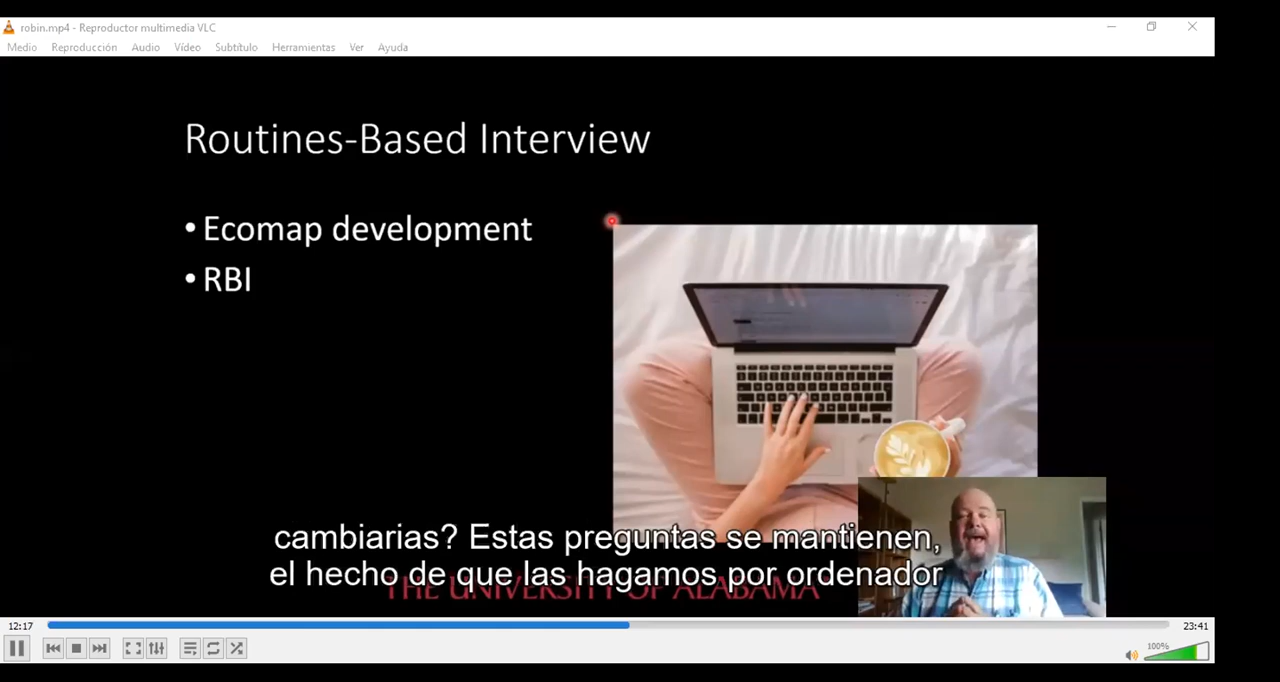 robin.mp4 - Reproductor multimedia VLC
Medio Reproducción Audio Vídeo Subtítulo Herramientas Ver Ayuda
Routines-Based Interview
• Ecomap development
• RBI
cambiarias? Estas preguntas se mantienen,
el hecho de que las hagamos por ordenador
THE UNIVERSITY OF ALABAMA
12:17
23:41
100%